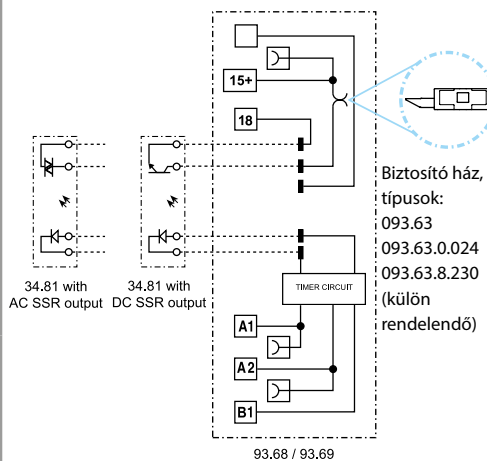 15+
18
Biztosító ház,
típusok:
093.63
093.63.0.024
093.63.8.230
(külön
rendelendő)
34.81 with
AC SSR output
34.81 with
DC SSR output
TIMER CIRCUIT
A1
A2
B1
93.68 / 93.69